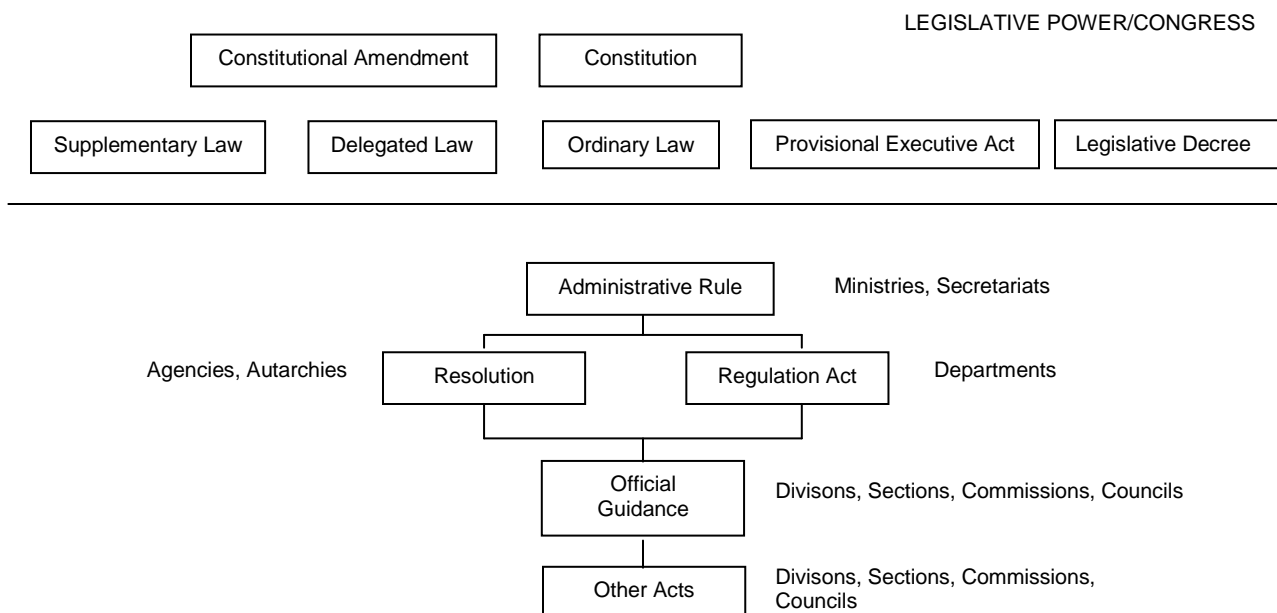 LEGISLATIVE POWER/CONGRESS
Constitutional Amendment
Constitution
Supplementary Law
Delegated Law
Ordinary Law
Provisional Executive Act
Legislative Decree
Administrative Rule
Ministries, Secretariats
Agencies, Autarchies
Resolution
Regulation Act
Departments
Official
Guidance
Divisons, Sections, Commissions, Councils
Other Acts
Divisons, Sections, Commissions,
Councils